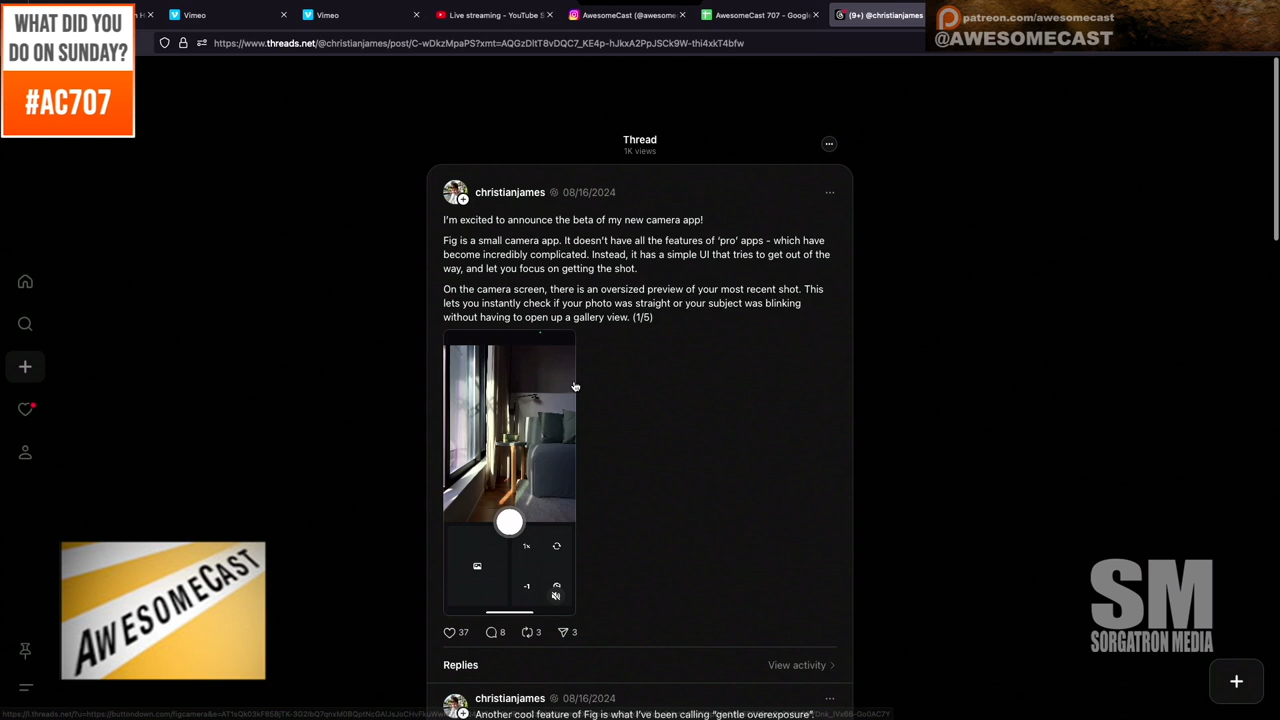 WHAT DID YOU
DO ON SUNDAY?
#AC707
Vimeo
Vimeo
Live streaming - YouTube S
AwesomeCast (@awesome
AwesomeCast 707 - Googl
(9+) @christianjames
patreon.com/awesomecast
@AWESOMECAST
https://www.threads.net/@christianjames/post/C-wDkzMpaPS?xmt=AQGzDltT8vDQC7_KE4p-hJkxA2PpJSCk9W-thi4xkT4bfw
Thread
1K views
christianjames 08/16/2024
I'm excited to announce the beta of my new camera app!
Fig is a small camera app. It doesn't have all the features of 'pro' apps - which have
become incredibly complicated. Instead, it has a simple UI that tries to get out of the
way, and let you focus on getting the shot.
On the camera screen, there is an oversized preview of your most recent shot. This
lets you instantly check if your photo was straight or your subject was blinking
without having to open up a gallery view. (1/5)
1x
-1
37 8 3 3
Replies
View activity
christianjames 08/16/2024
Another cool feature of Fig is what I've been calling "gentle underexposure".
AWESOMECAST
SM
SORGATRON MEDIA